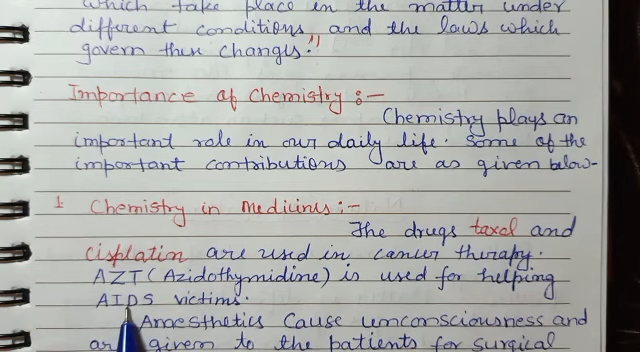 which take place in the matter under
different conditions and the laws which
govern these changes."
Importance of Chemistry :-
Chemistry plays an
important role in our daily life. Some of the
important contributions are as given below-
1 Chemistry in Medicines :-
The drugs taxol and
cisplatin are used in cancer therapy.
AZT (Azidothymidine) is used for helping
AIDS victims.
Anaesthetics cause unconsciousness and
are given to the patients for surgical